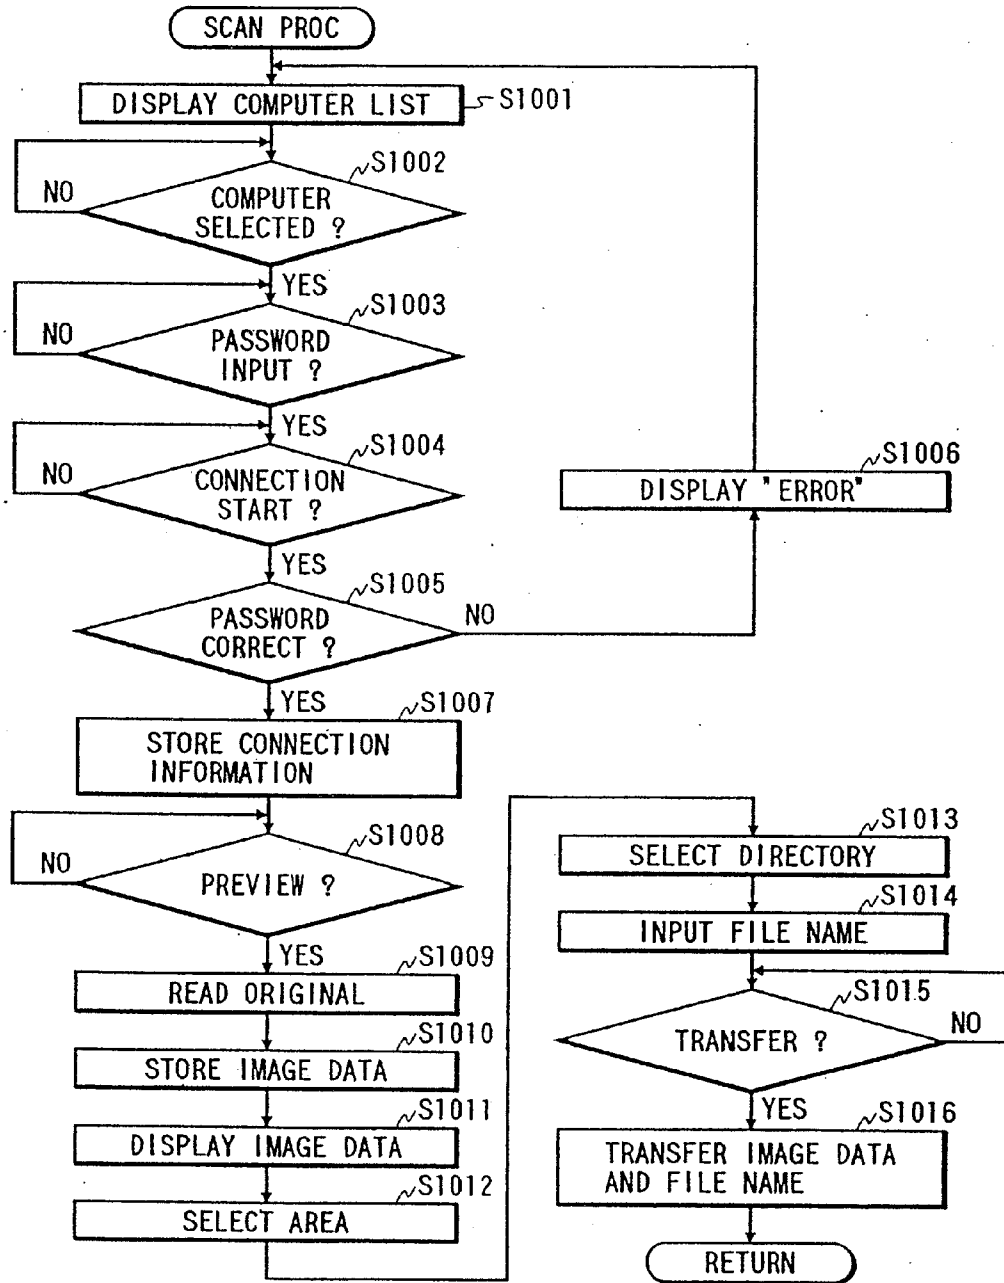 SCAN PROC
DISPLAY COMPUTER LIST
S1001
S1002
NO
COMPUTER
SELECTED ?
YES
S1003
NO
PASSWORD
INPUT ?
YES
S1004
NO
CONNECTION
START ?
YES
S1005
PASSWORD
CORRECT ?
NO
S1006
DISPLAY "ERROR"
YES
S1007
STORE CONNECTION
INFORMATION
S1008
NO
PREVIEW ?
YES
S1009
READ ORIGINAL
S1010
STORE IMAGE DATA
S1011
DISPLAY IMAGE DATA
S1012
SELECT AREA
S1013
SELECT DIRECTORY
S1014
INPUT FILE NAME
S1015
TRANSFER ?
NO
YES
S1016
TRANSFER IMAGE DATA
AND FILE NAME
RETURN